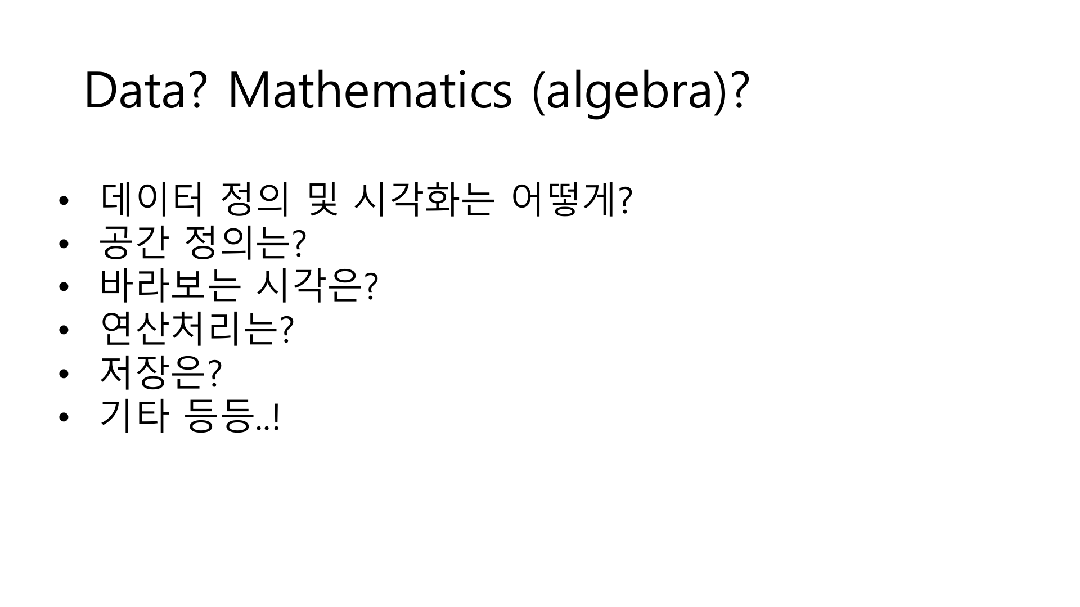 Data? Mathematics (algebra)?
• 데이터 정의 및 시각화는 어떻게?
• 공간 정의는?
• 바라보는 시각은?
• 연산처리는?
• 저장은?
• 기타 등등..!